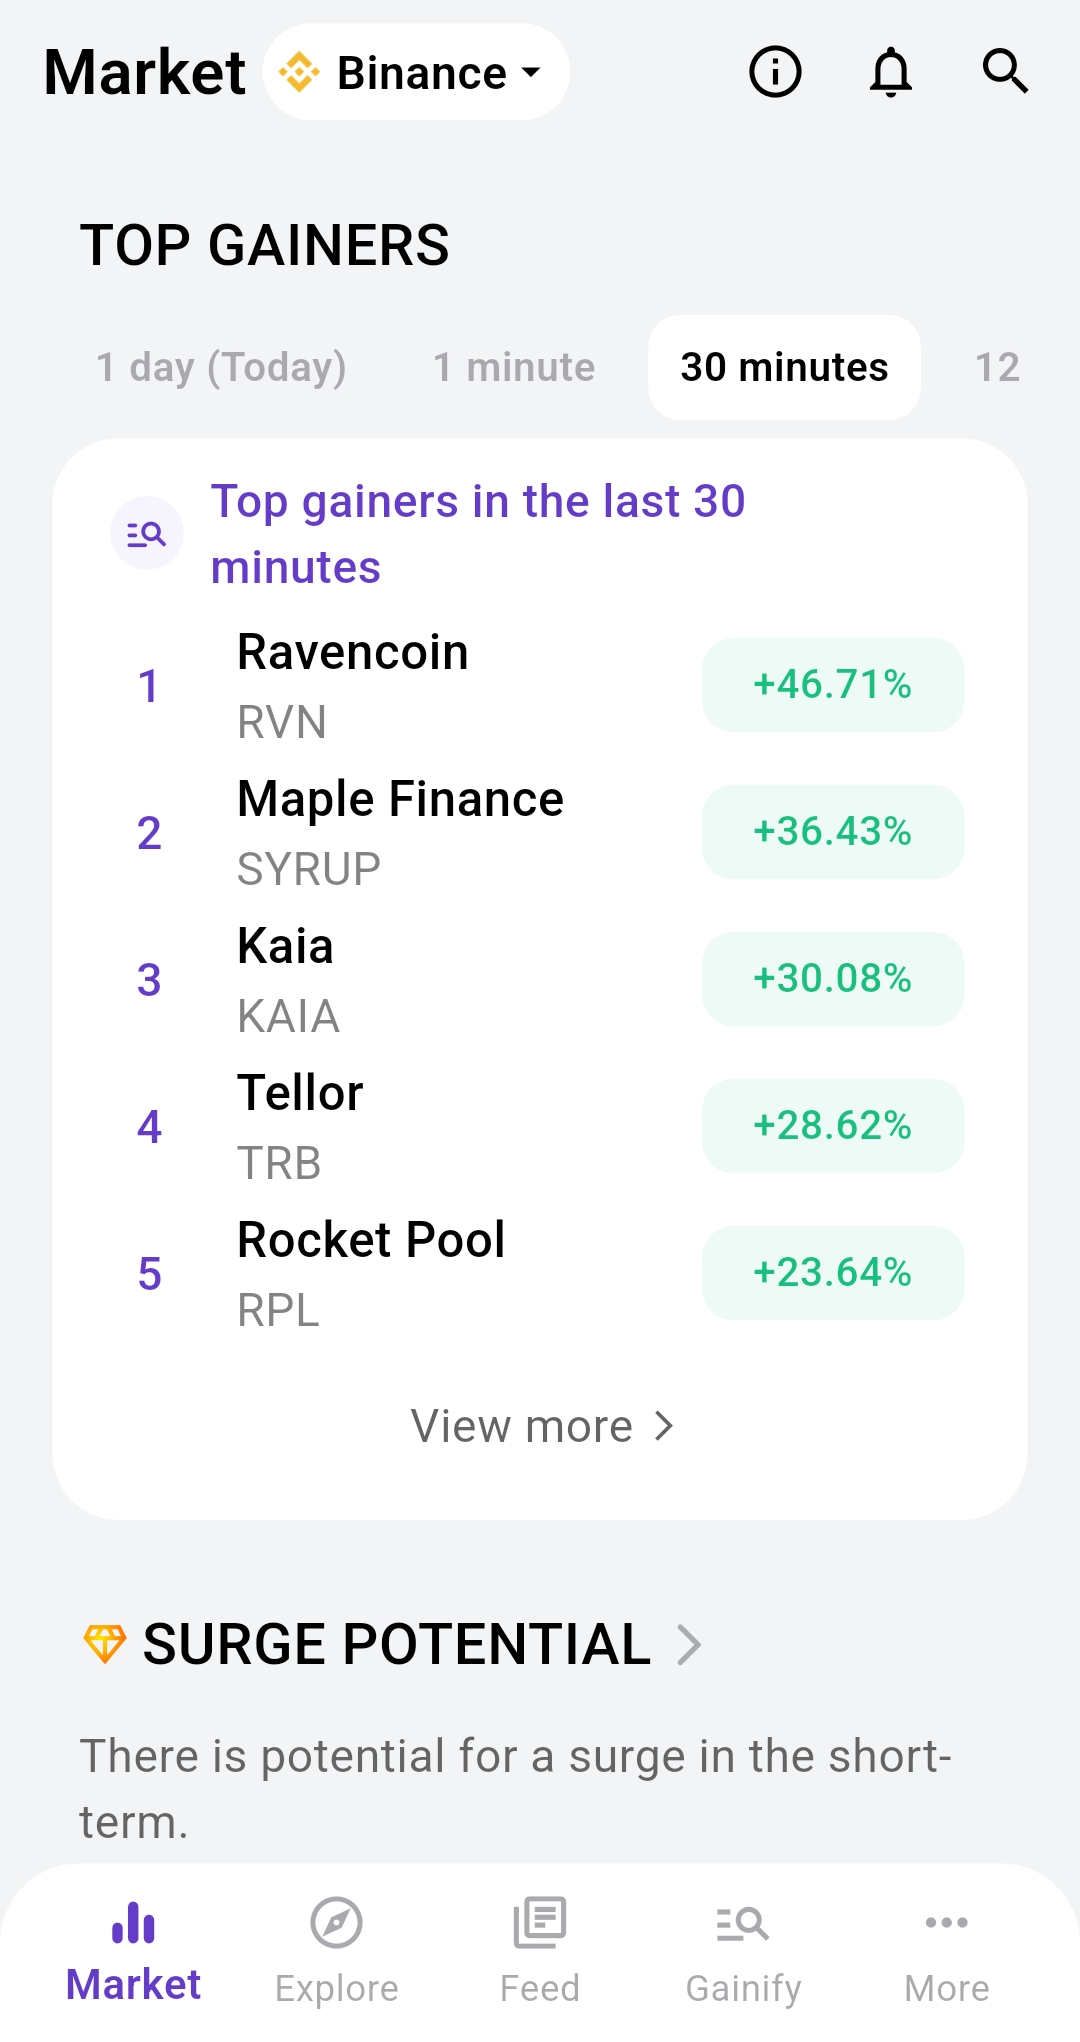 Market Binance
TOP GAINERS
1 day (Today) 1 minute 30 minutes 12
Top gainers in the last 30
minutes
1 Ravencoin +46.71%
RVN
2 Maple Finance +36.43%
SYRUP
3 Kaia +30.08%
KAIA
4 Tellor +28.62%
TRB
5 Rocket Pool +23.64%
RPL
View more
SURGE POTENTIAL
There is potential for a surge in the short-
term.
Market Explore Feed Gainify More